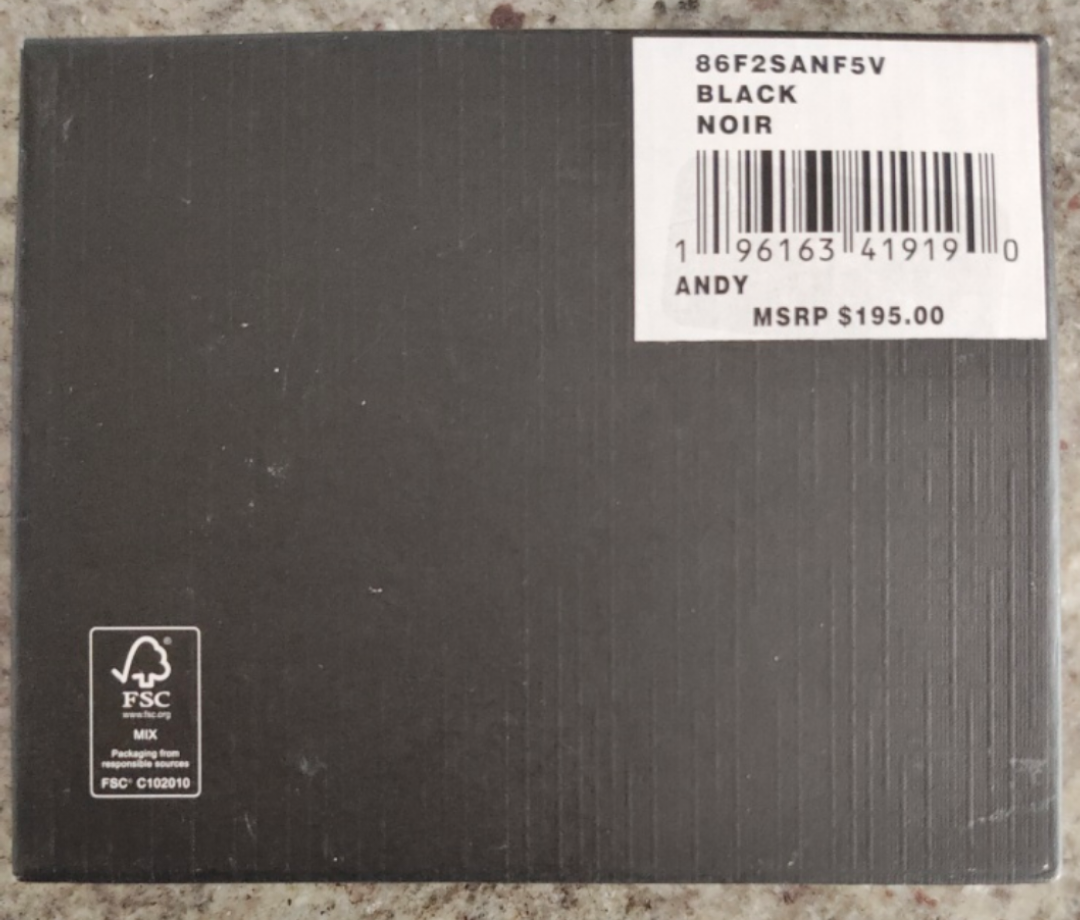 86F2SANF5V
BLACK
NOIR
1 96163 41919 0
ANDY
MSRP $195.00
FSC
www.fsc.org
MIX
Packaging from
responsible sources
FSC® C102010